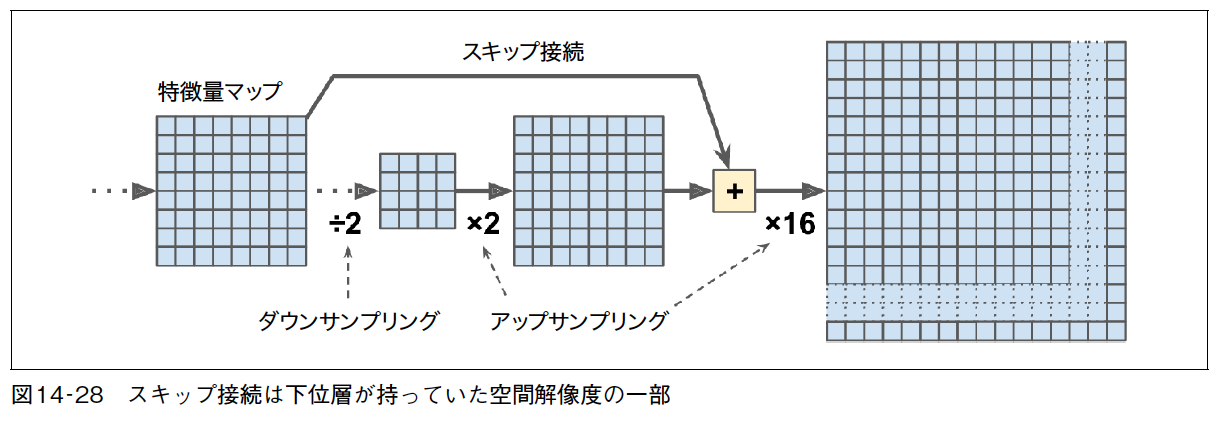 スキップ接続
特徴量マップ
+
÷2
×2
×16
ダウンサンプリング
アップサンプリング
図14-28 スキップ接続は下位層が持っていた空間解像度の一部